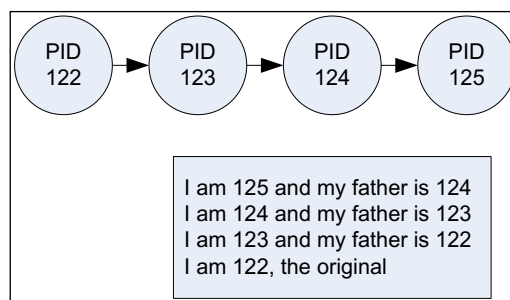 PID
122
PID
123
PID
124
PID
125
I am 125 and my father is 124
I am 124 and my father is 123
I am 123 and my father is 122
I am 122, the original